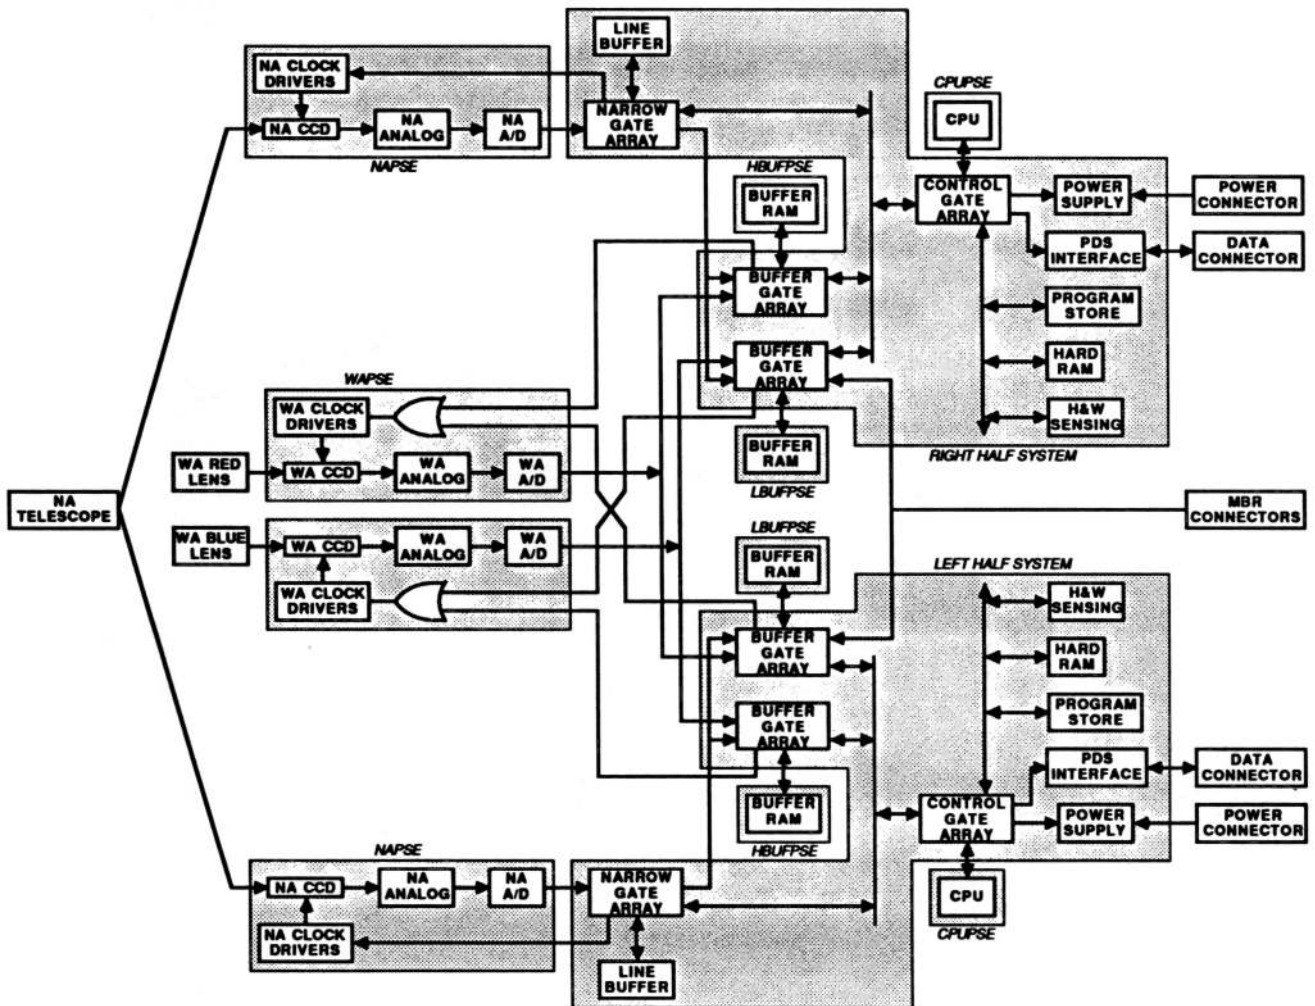 LINE
BUFFER
NA CLOCK
DRIVERS
CPUPSE
CPU
NA CCD
NA
ANALOG
NA
A/D
NARROW
GATE
ARRAY
NAPSE
HBUFPSE
BUFFER
RAM
CONTROL
GATE
ARRAY
POWER
SUPPLY
POWER
CONNECTOR
PDS
INTERFACE
DATA
CONNECTOR
BUFFER
GATE
ARRAY
PROGRAM
STORE
BUFFER
GATE
ARRAY
HARD
RAM
WAPSE
WA CLOCK
DRIVERS
H&W
SENSING
BUFFER
RAM
RIGHT HALF SYSTEM
WA RED
LENS
WA CCD
WA
ANALOG
WA
A/D
LBUFPSE
NA
TELESCOPE
MBR
CONNECTORS
LBUFPSE
WA BLUE
LENS
WA CCD
WA
ANALOG
WA
A/D
BUFFER
RAM
LEFT HALF SYSTEM
WA CLOCK
DRIVERS
H&W
SENSING
BUFFER
GATE
ARRAY
HARD
RAM
BUFFER
GATE
ARRAY
PROGRAM
STORE
PDS
INTERFACE
DATA
CONNECTOR
BUFFER
RAM
CONTROL
GATE
ARRAY
POWER
SUPPLY
POWER
CONNECTOR
HBUFPSE
NAPSE
NA CCD
NA
ANALOG
NA
A/D
NARROW
GATE
ARRAY
CPU
CPUPSE
NA CLOCK
DRIVERS
LINE
BUFFER